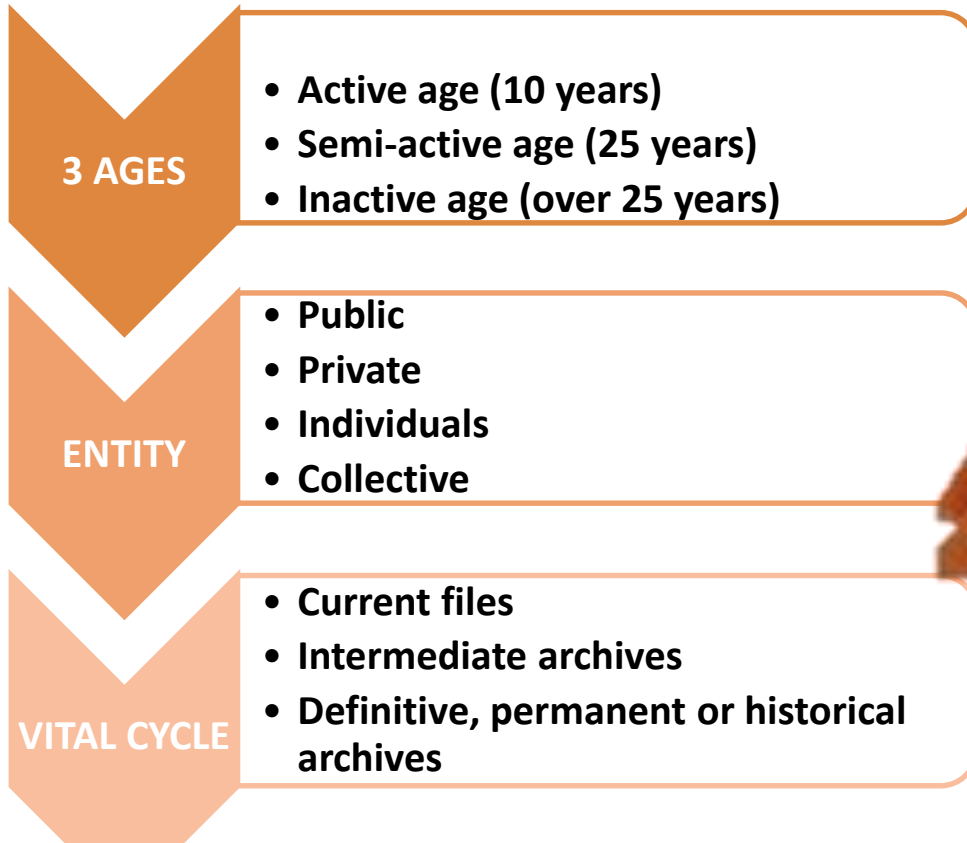 3 AGES
• Active age (10 years)
• Semi-active age (25 years)
• Inactive age (over 25 years)
ENTITY
• Public
• Private
• Individuals
• Collective
VITAL CYCLE
• Current files
• Intermediate archives
• Definitive, permanent or historical
archives